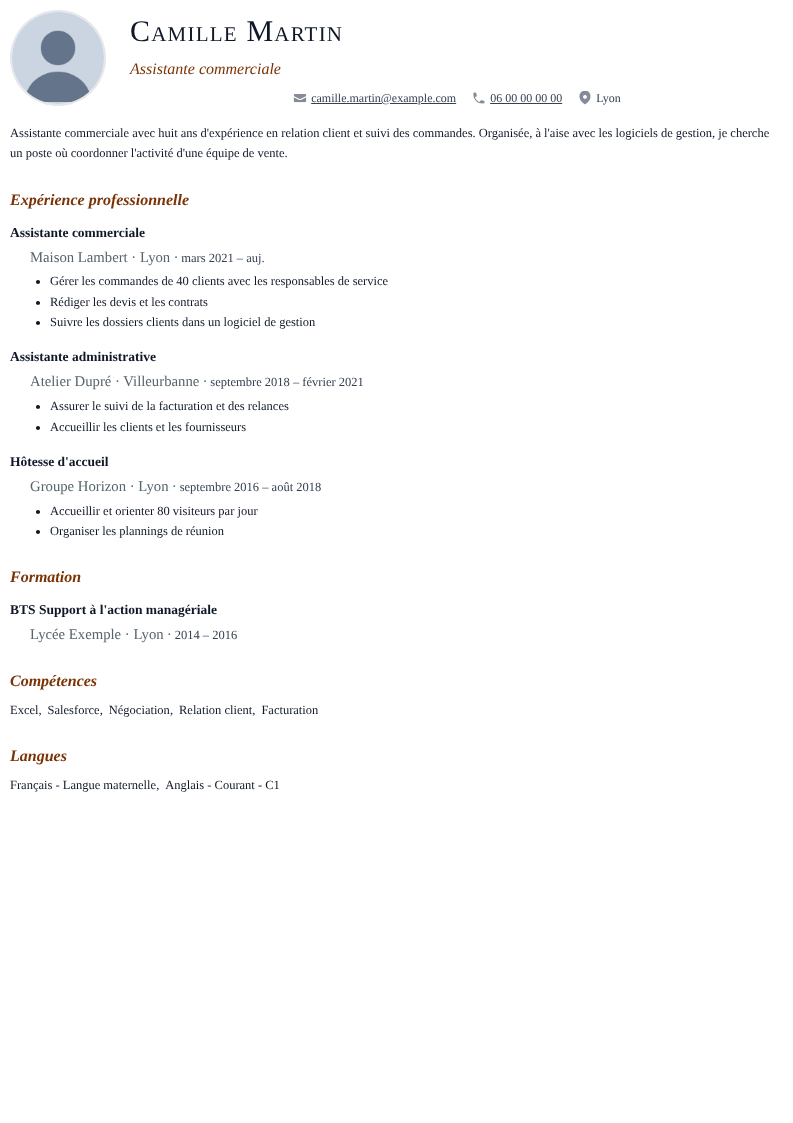 Camille Martin
Assistante commerciale
camille.martin@example.com 06 00 00 00 00 Lyon
Assistante commerciale avec huit ans d'expérience en relation client et suivi des commandes. Organisée, à l'aise avec les logiciels de gestion, je cherche
un poste où coordonner l'activité d'une équipe de vente.
Expérience professionnelle
Assistante commerciale
Maison Lambert · Lyon · mars 2021 – auj.
• Gérer les commandes de 40 clients avec les responsables de service
• Rédiger les devis et les contrats
• Suivre les dossiers clients dans un logiciel de gestion
Assistante administrative
Atelier Dupré · Villeurbanne · septembre 2018 – février 2021
• Assurer le suivi de la facturation et des relances
• Accueillir les clients et les fournisseurs
Hôtesse d'accueil
Groupe Horizon · Lyon · septembre 2016 – août 2018
• Accueillir et orienter 80 visiteurs par jour
• Organiser les plannings de réunion
Formation
BTS Support à l'action managériale
Lycée Exemple · Lyon · 2014 – 2016
Compétences
Excel, Salesforce, Négociation, Relation client, Facturation
Langues
Français - Langue maternelle, Anglais - Courant - C1